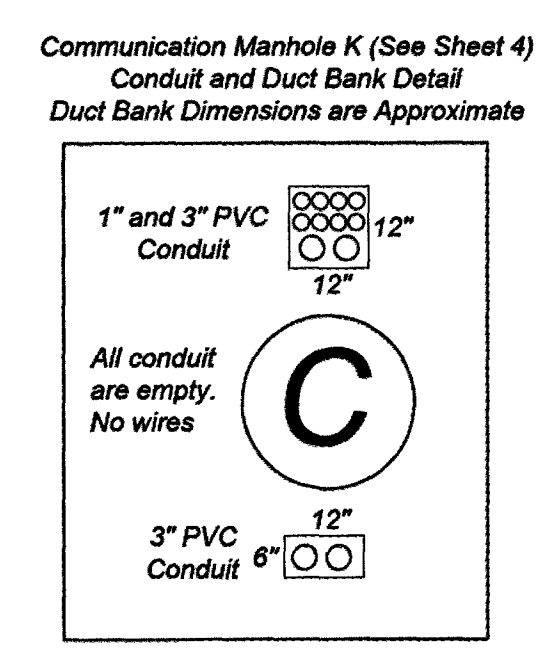 Communication Manhole K (See Sheet 4)
Conduit and Duct Bank Detail
Duct Bank Dimensions are Approximate
1" and 3" PVC
Conduit
12"
12"
All conduit
are empty.
No wires
C
12"
3" PVC
Conduit
6"